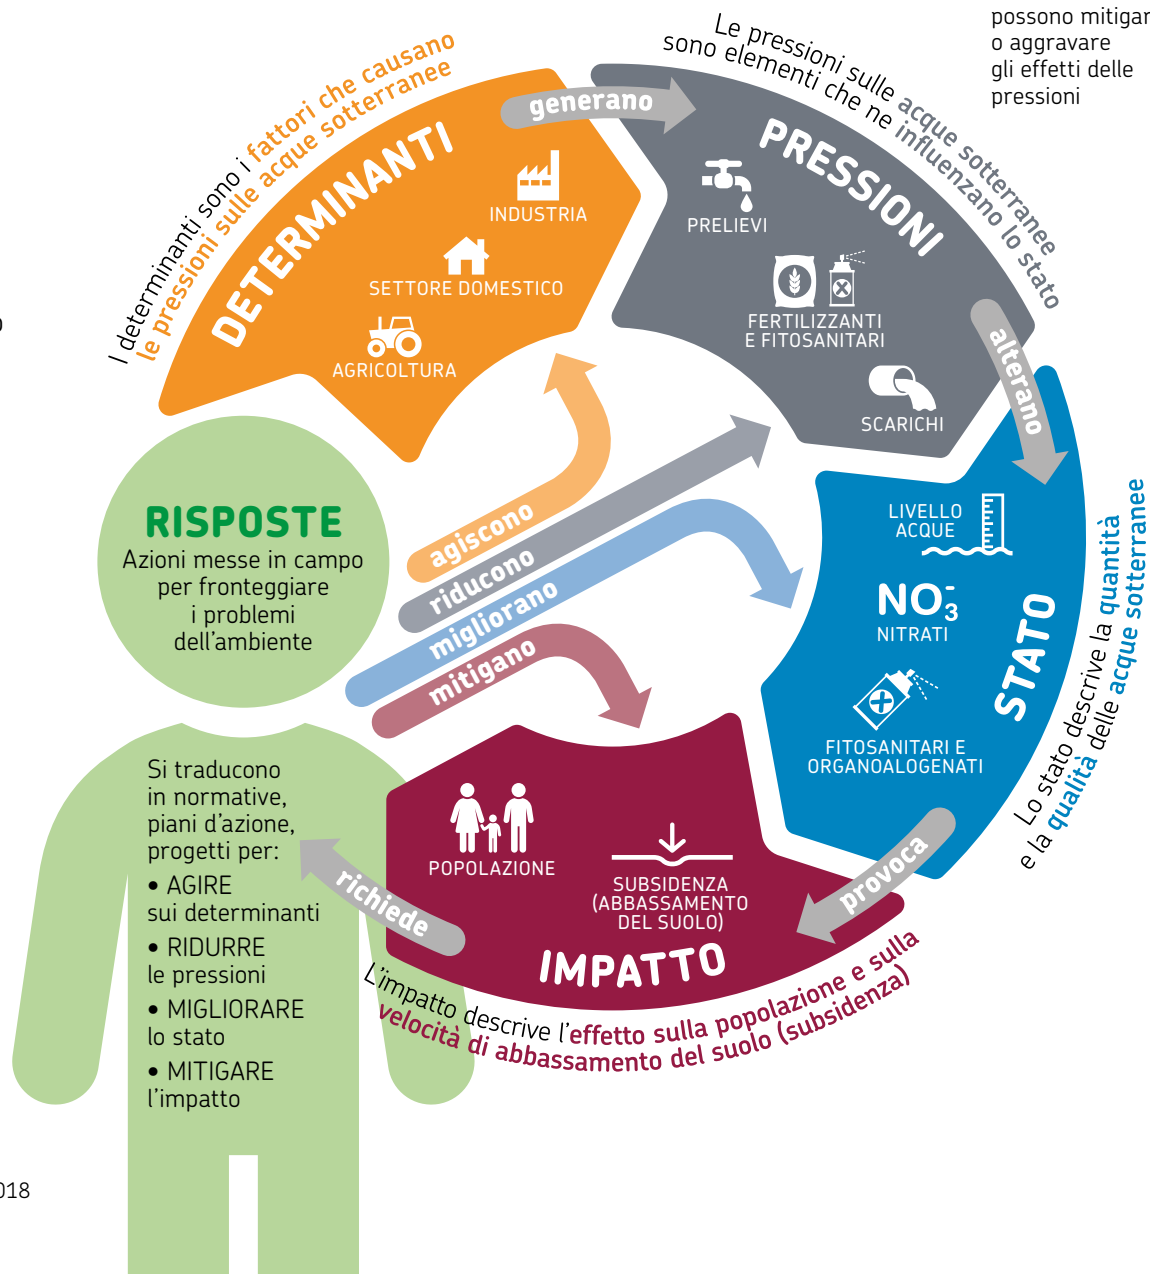 possono mitigar
o aggravare
gli effetti delle
pressioni
I determinanti sono i fattori che causano
le pressioni sulle acque sotterranee
DETERMINANTI
INDUSTRIA
SETTORE DOMESTICO
AGRICOLTURA
generano
Le pressioni sulle acque sotterranee
sono elementi che ne influenzano lo stato
PRESSIONI
PRELIEVI
FERTILIZZANTI
E FITOSANITARI
SCARICHI
alterano
STATO
LIVELLO
ACQUE
NO₃⁻
NITRATI
FITOSANITARI E
ORGANOALOGENATI
Lo stato descrive la quantità
e la qualità delle acque sotterranee
provoca
IMPATTO
POPOLAZIONE
SUBSIDENZA
(ABBASSAMENTO
DEL SUOLO)
L'impatto descrive l'effetto sulla popolazione e sulla
velocità di abbassamento del suolo (subsidenza)
richiede
RISPOSTE
Azioni messe in campo
per fronteggiare
i problemi
dell'ambiente
agiscono
riducono
migliorano
mitigano
Si traducono
in normative,
piani d'azione,
progetti per:
• AGIRE
sui determinanti
• RIDURRE
le pressioni
• MIGLIORARE
lo stato
• MITIGARE
l'impatto
018